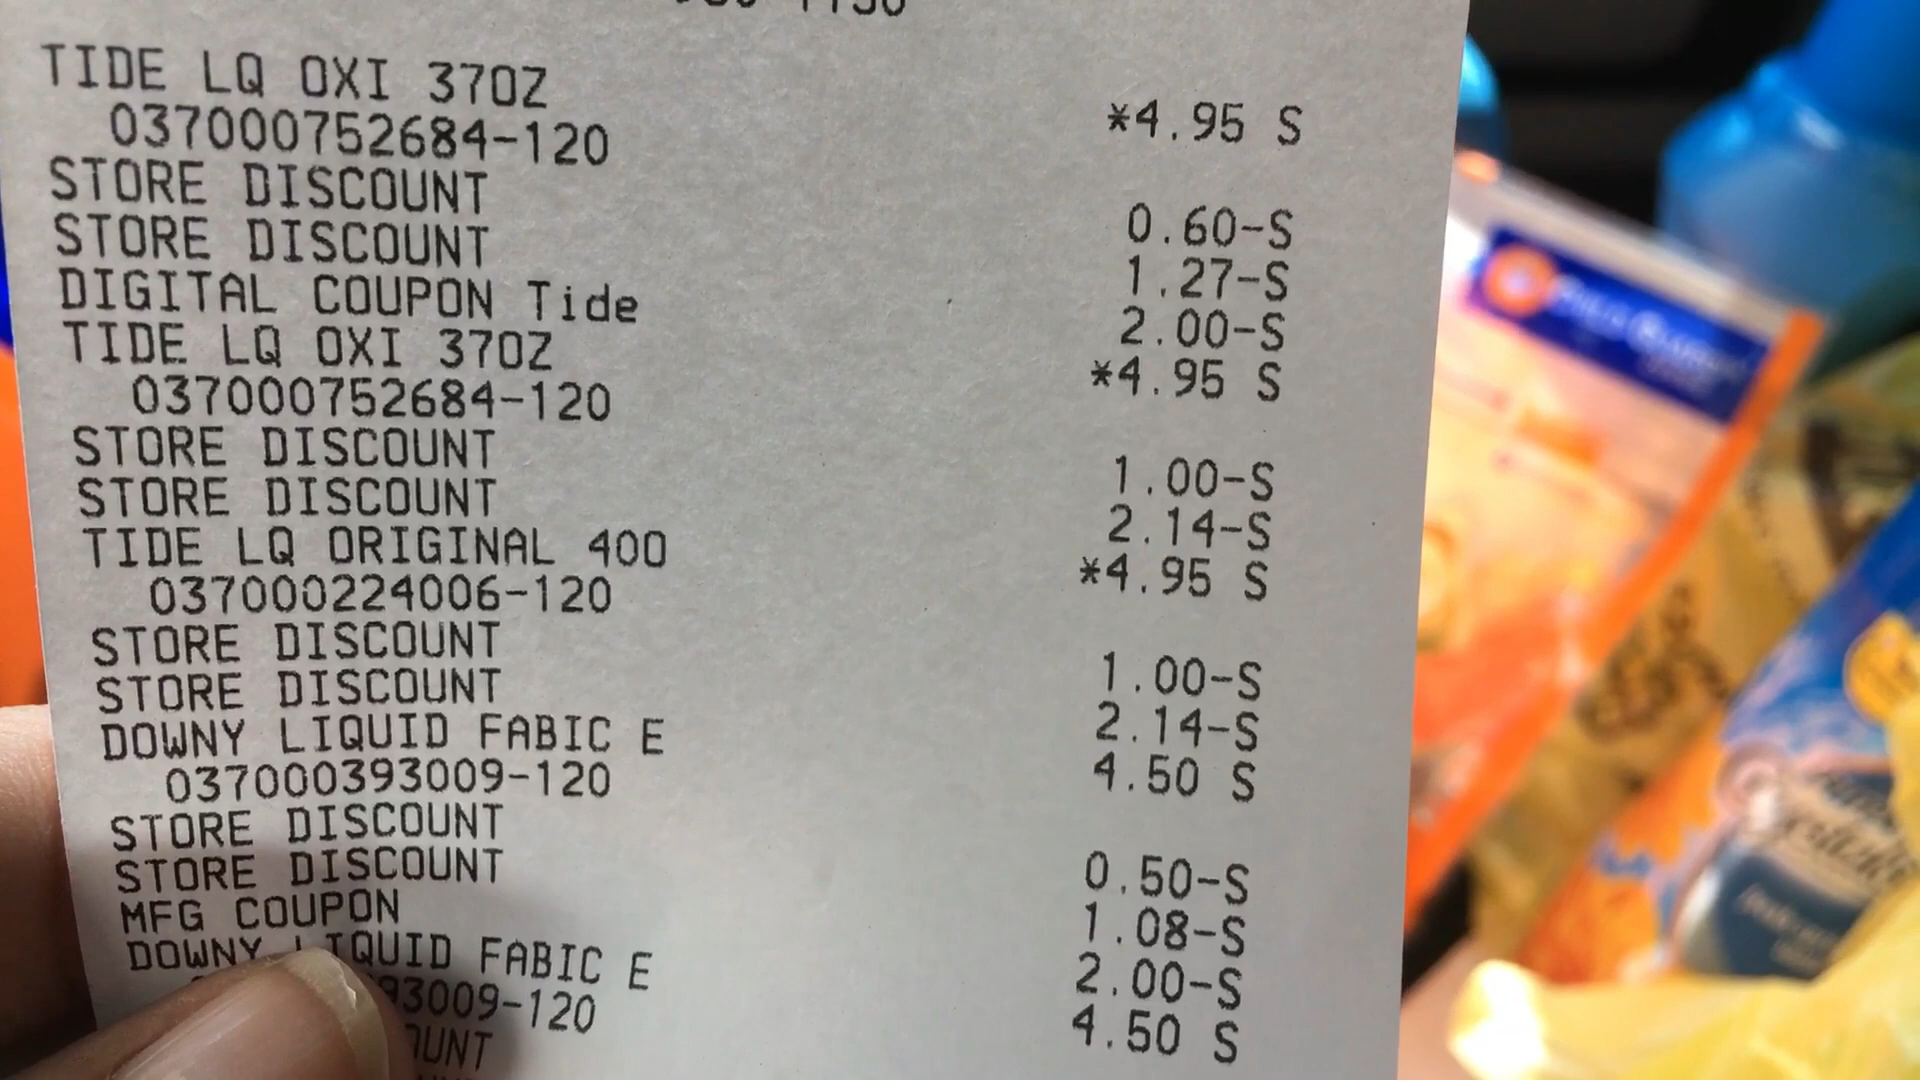 TIDE LQ OXI 37OZ
037000752684-120 *4.95 S
STORE DISCOUNT 0.60-S
STORE DISCOUNT 1.27-S
DIGITAL COUPON Tide 2.00-S
TIDE LQ OXI 37OZ *4.95 S
037000752684-120
STORE DISCOUNT 1.00-S
STORE DISCOUNT 2.14-S
TIDE LQ ORIGINAL 40O *4.95 S
037000224006-120
STORE DISCOUNT 1.00-S
STORE DISCOUNT 2.14-S
DOWNY LIQUID FABIC E 4.50 S
037000393009-120
STORE DISCOUNT 0.50-S
STORE DISCOUNT 1.08-S
MFG COUPON 2.00-S
DOWNY LIQUID FABIC E 4.50 S
93009-120
OUNT